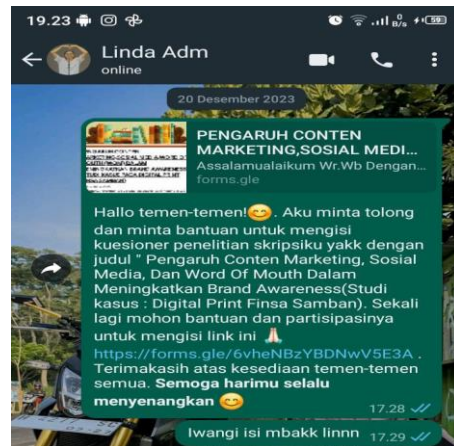 19.23
0 B/s 59
Linda Adm
online
20 Desember 2023
PENGARUH CONTEN
MARKETING,SOSIAL MEDI...
Assalamualaikum Wr.Wb Dengan...
forms.gle
Hallo temen-temen!😊. Aku minta tolong
dan minta bantuan untuk mengisi
kuesioner penelitian skripsiku yakk dengan
judul " Pengaruh Conten Marketing, Sosial
Media, Dan Word Of Mouth Dalam
Meningkatkan Brand Awareness(Studi
kasus : Digital Print Finsa Samban). Sekali
lagi mohon bantuan dan partisipasinya
untuk mengisi link ini 🙏
https://forms.gle/6vheNBzYBDNwV5E3A .
Terimakasih atas kesediaan temen-temen
semua. Semoga harimu selalu
menyenangkan 😊
17.28
Iwangi isi mbakk linnn 17.29